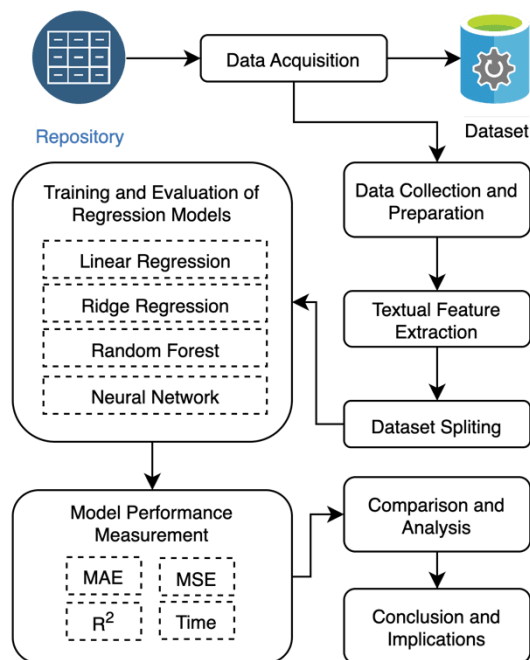 Data Acquisition
Repository
Dataset
Data Collection and
Preparation
Textual Feature
Extraction
Dataset Spliting
Training and Evaluation of
Regression Models
Linear Regression
Ridge Regression
Random Forest
Neural Network
Model Performance
Measurement
MAE
MSE
R²
Time
Comparison and
Analysis
Conclusion and
Implications